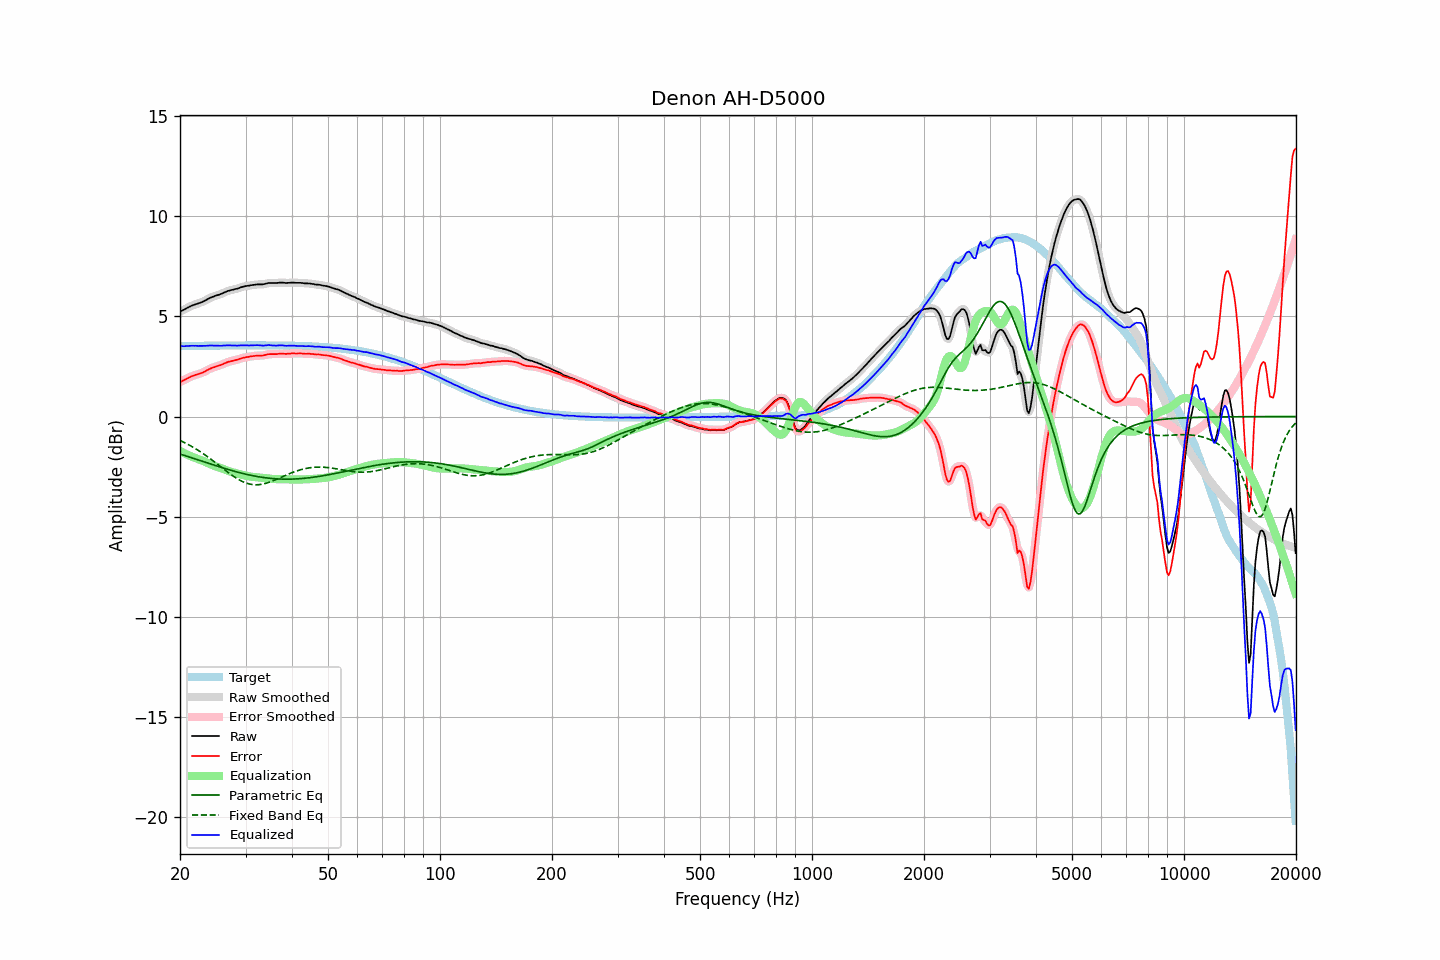 Denon AH-D5000
Amplitude (dBr)
15
10
5
0
−5
−10
−15
−20
Target
Raw Smoothed
Error Smoothed
Raw
Error
Equalization
Parametric Eq
Fixed Band Eq
Equalized
20
50
100
200
500
1000
2000
5000
10000
20000
Frequency (Hz)